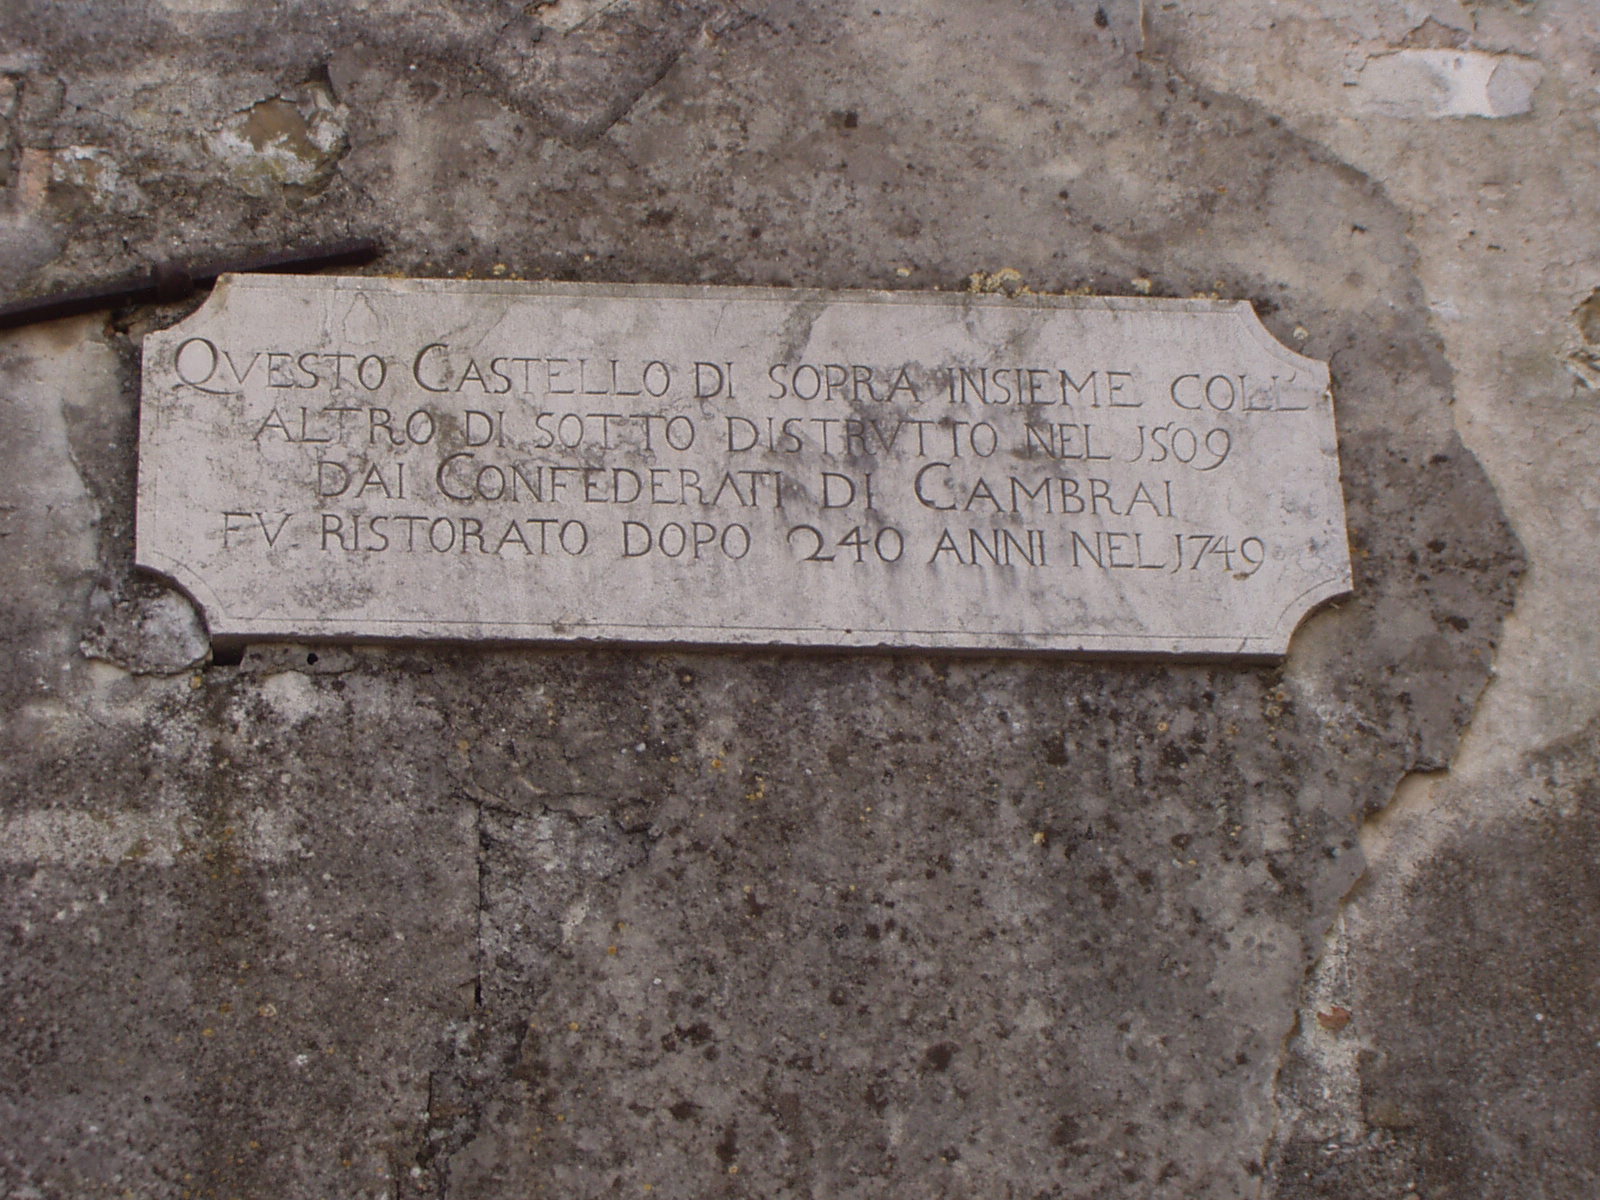 QVESTO CASTELLO DI SOPRA INSIEME COLL'
ALTRO DI SOTTO DISTRVTTO NEL 1509
DAI CONFEDERATI DI CAMBRAI
FV RISTORATO DOPO 240 ANNI NEL 1749